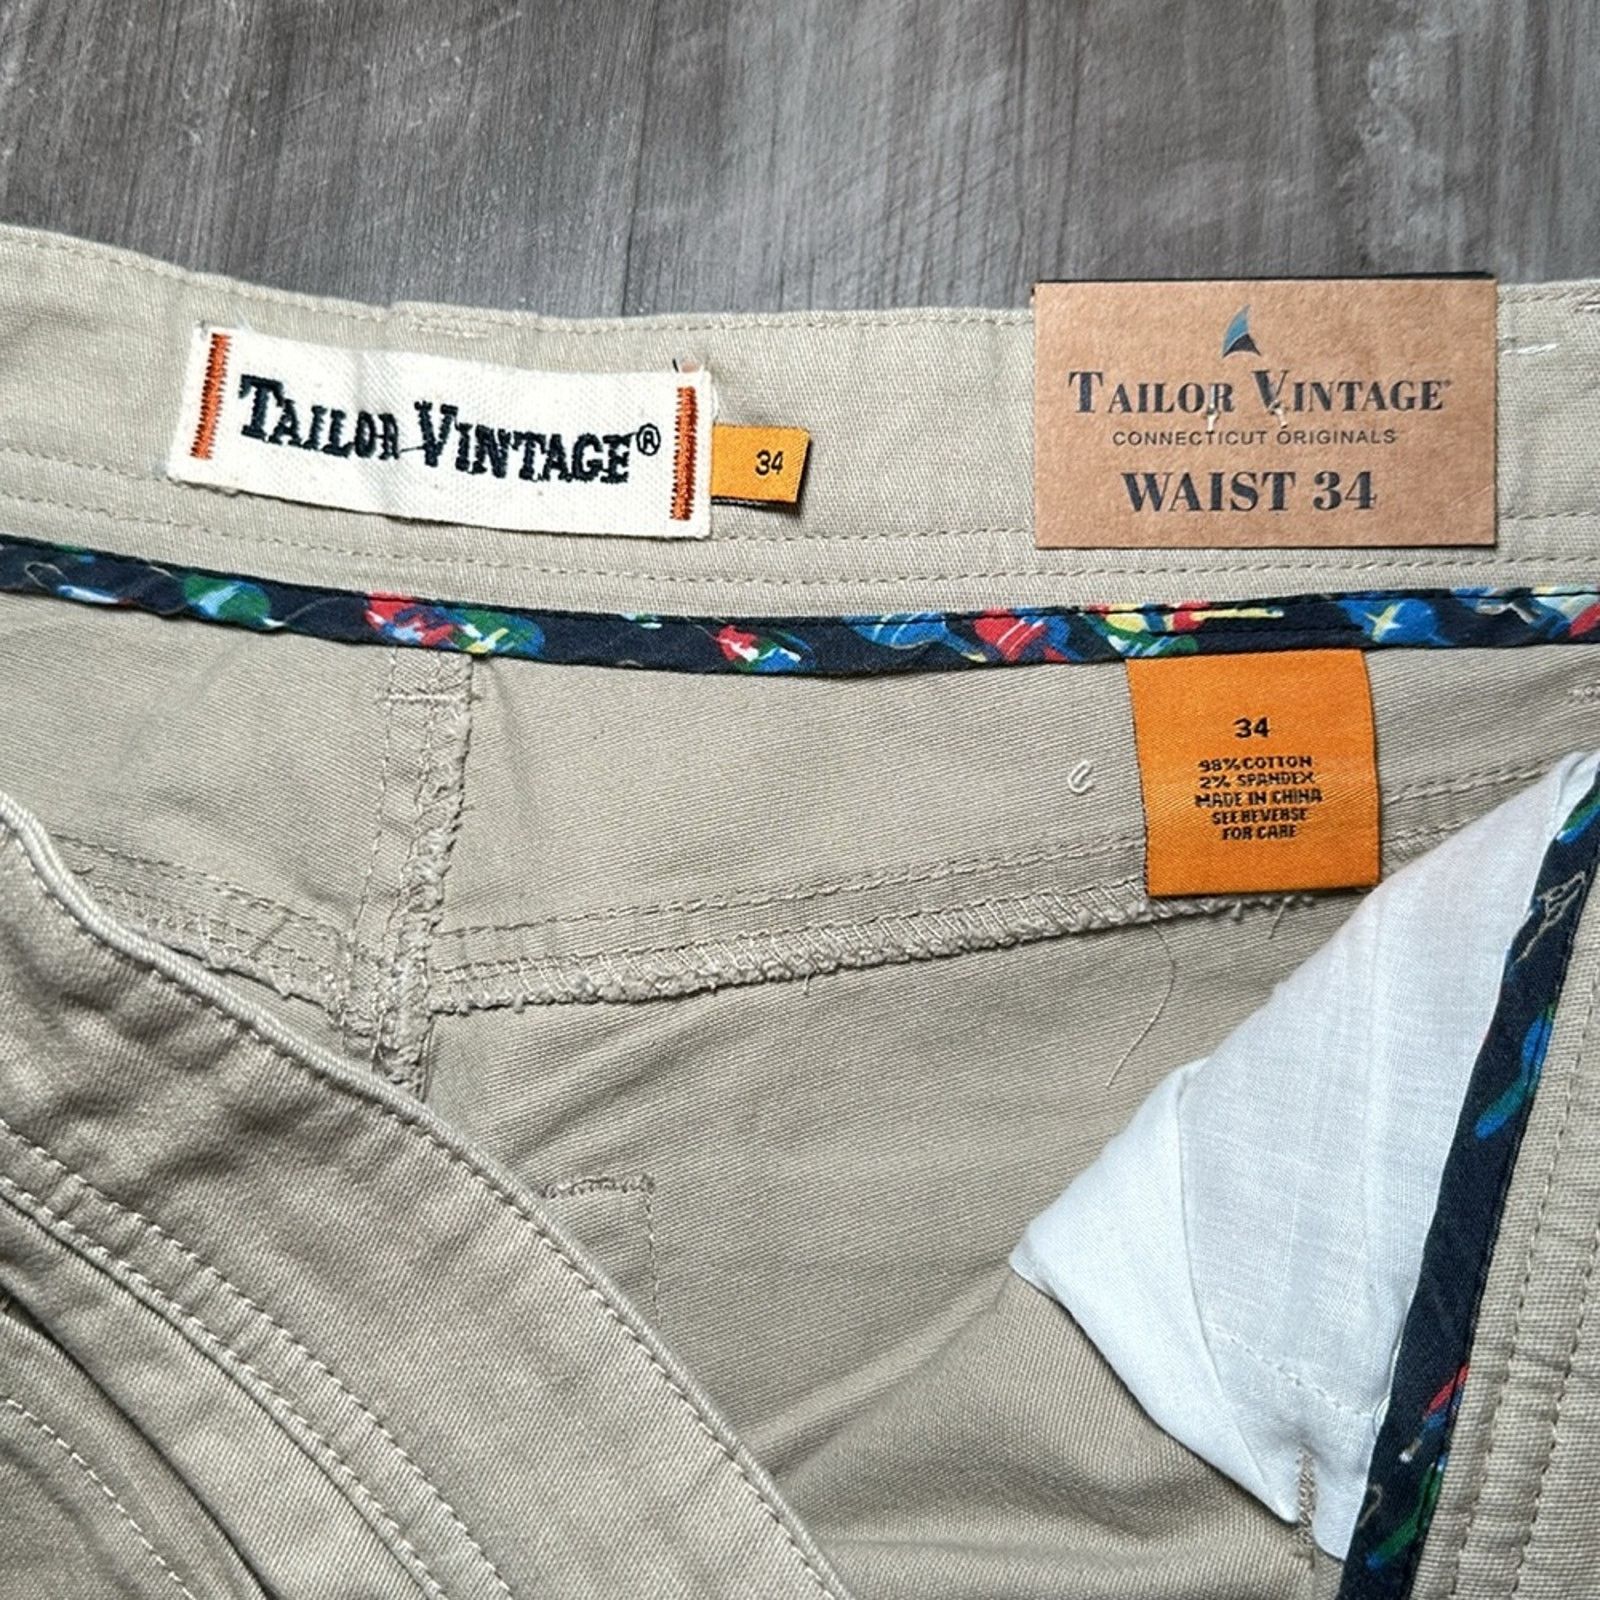 TAILOR VINTAGE®
34
TAILOR VINTAGE®
CONNECTICUT ORIGINALS
WAIST 34
34
98% COTTON
2% SPANDEX
MADE IN CHINA
SEE REVERSE
FOR CARE